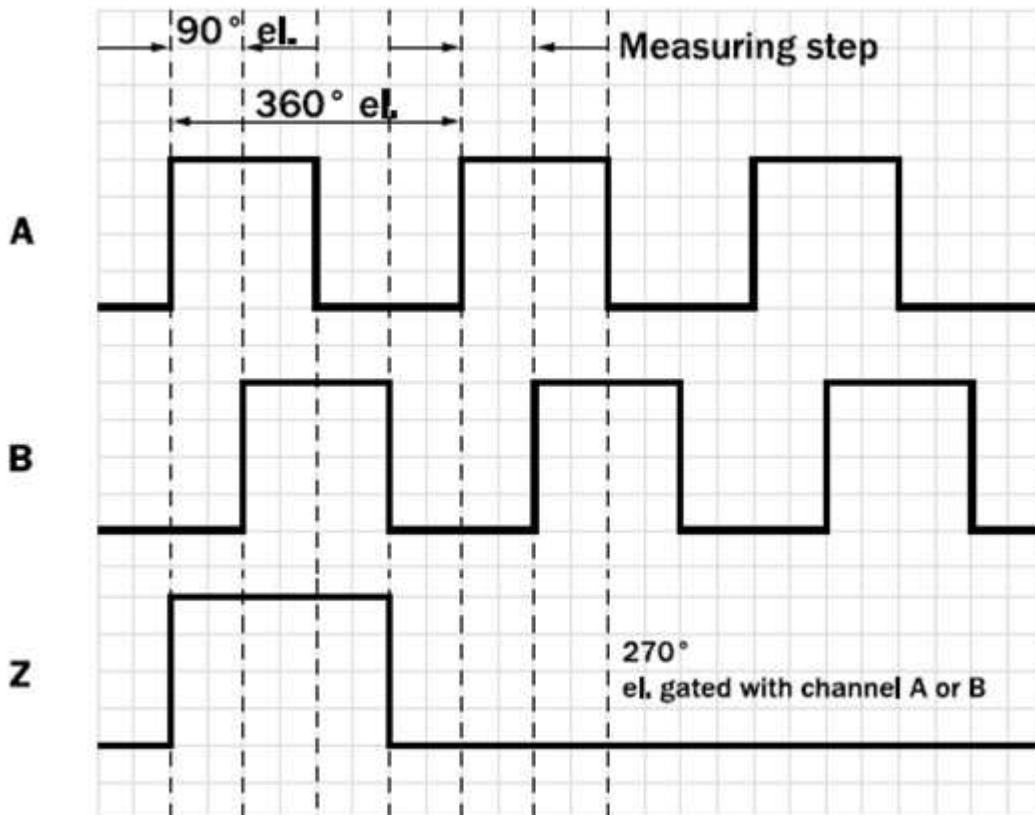 90° el.
Measuring step
360° el.
A
B
Z
270°
el. gated with channel A or B